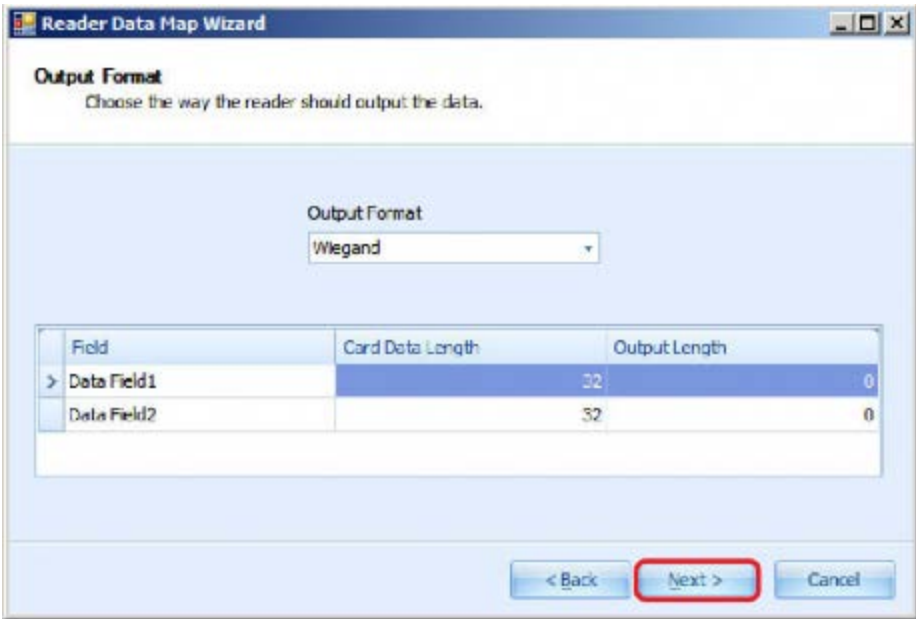 Reader Data Map Wizard
Output Format
Choose the way the reader should output the data.
Output Format
Wiegand
Field Card Data Length Output Length
Data Field1 32 0
Data Field2 32 0
< Back Next > Cancel